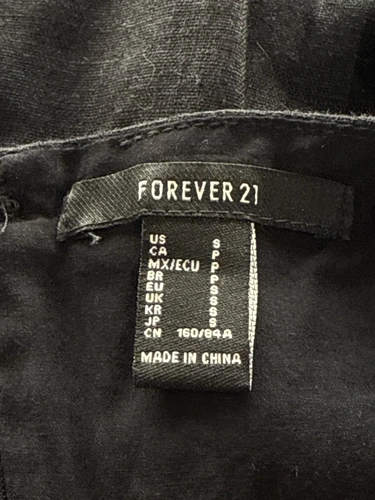 FOREVER 21
US S
CA P
MX/ECU P
BR P
EU S
UK S
KR S
JP S
CN 160/84A
MADE IN CHINA